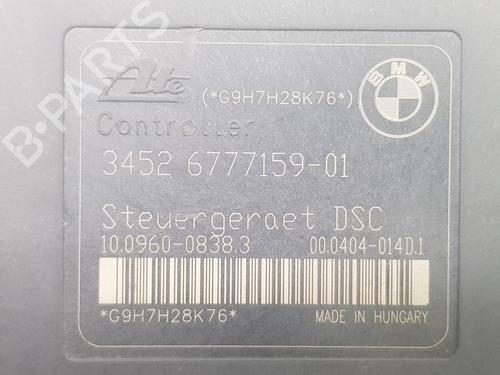 B-PARTS
Ate
(*G9H7H28K76*)
BMW
Controller
3452 6777159-01
Steuergeraet DSC
10.0960-0838.3 00.0404-014D.1
*G9H7H28K76* MADE IN HUNGARY